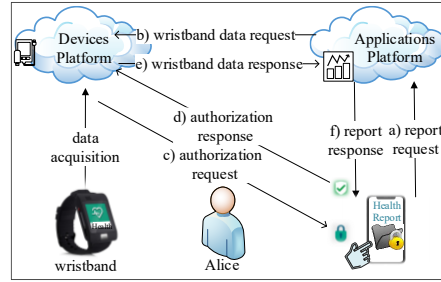 Devices
Platform
b) wristband data request
e) wristband data response
Applications
Platform
data
acquisition
d) authorization
response
c) authorization
request
f) report
response
a) report
request
Health
wristband
Alice
Health
Report